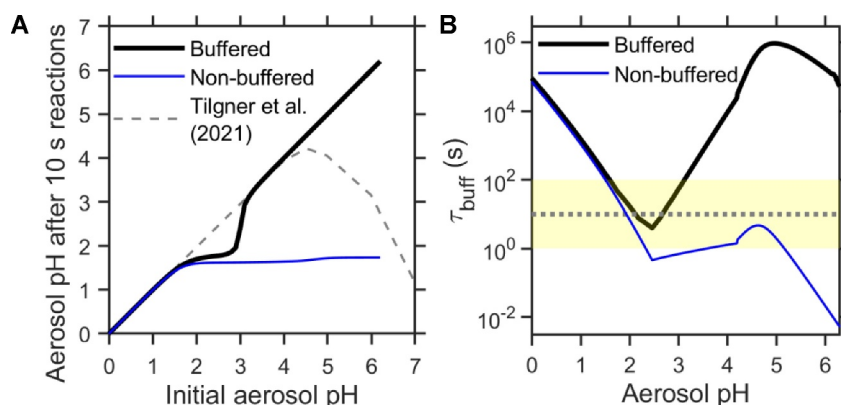 A
Aerosol pH after 10 s reactions
7
6
5
4
3
2
1
0
Buffered
Non-buffered
Tilgner et al.
(2021)
0 1 2 3 4 5 6 7
Initial aerosol pH
B
τbuff (s)
10^6
10^4
10^2
10^0
10^-2
Buffered
Non-buffered
0 1 2 3 4 5 6
Aerosol pH